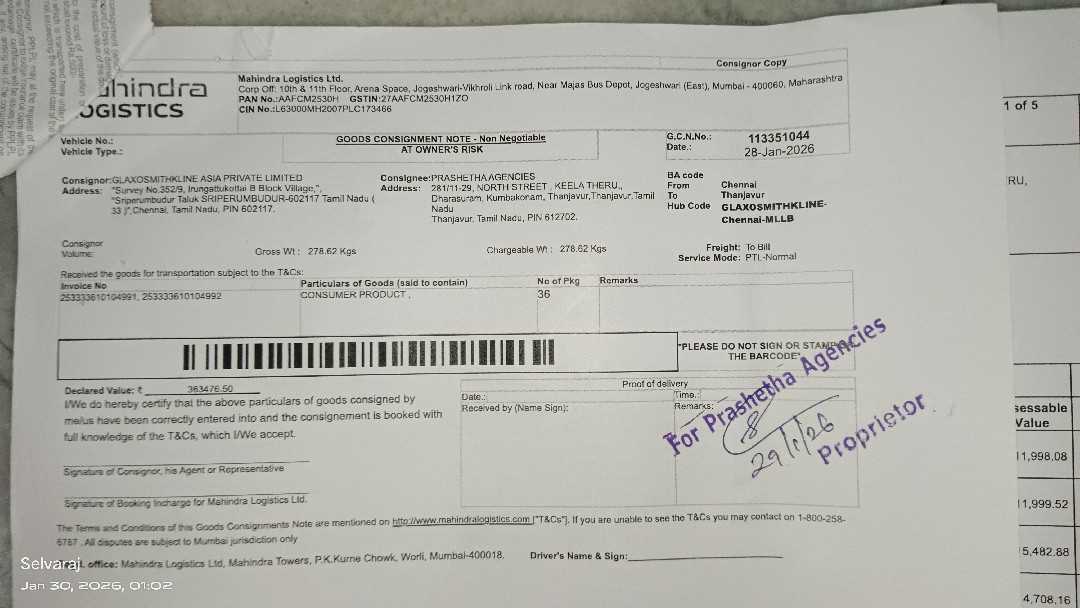 Consignor Copy
Mahindra Logistics Ltd.
Corp Off: 10th & 11th Floor, Arena Space, Jogeshwari-Vikhroli Link road, Near Majas Bus Depot, Jogeshwari (East), Mumbai - 400060, Maharashtra
PAN No.:AAFCM2530H GSTIN:27AAFCM2530H1ZO
CIN No.:L63000MH2007PLC173466
hindra
LOGISTICS
Vehicle No.:
Vehicle Type.:
GOODS CONSIGNMENT NOTE - Non Negotiable
AT OWNER'S RISK
G.C.N.No.: 113351044
Date.: 28-Jan-2026
Consignor:GLAXOSMITHKLINE ASIA PRIVATE LIMITED
Address: "Survey No.352/9, Irungattukottai B Block Village,",
"Sriperumbudur Taluk SRIPERUMBUDUR-602117 Tamil Nadu (
33 )",Chennai, Tamil Nadu, PIN 602117.
Consignee:PRASHETHA AGENCIES
Address: 281/11-29, NORTH STREET , KEELA THERU,,
Dharasuram, Kumbakonam, Thanjavur,Thanjavur,Tamil
Nadu
Thanjavur, Tamil Nadu, PIN 612702.
BA code
From Chennai
To Thanjavur
Hub Code GLAXOSMITHKLINE-
Chennai-MLLB
Consignor
Volume:
Gross Wt : 278.62 Kgs
Chargeable Wt : 278.62 Kgs
Freight: To Bill
Service Mode: PTL-Normal
Received the goods for transportation subject to the T&Cs:
Invoice No Particulars of Goods (said to contain) No of Pkg Remarks
253333610104991, 253333610104992 CONSUMER PRODUCT , 36
*PLEASE DO NOT SIGN OR STAMP
THE BARCODE*
Declared Value: ₹ 363476.50
I/We do hereby certify that the above particulars of goods consigned by
me/us have been correctly entered into and the consignement is booked with
full knowledge of the T&Cs, which I/We accept.
Proof of delivery
Date.: Time.:
Received by (Name Sign): Remarks:
For Prashetha Agencies
29/1/26
Proprietor
Signature of Consignor, his Agent or Representative
Signature of Booking Incharge for Mahindra Logistics Ltd.
The Terms and Conditions of this Goods Consignments Note are mentioned on http://www.mahindralogistics.com ["T&Cs"]. If you are unable to see the T&Cs you may contact on 1-800-258-
6787 . All disputes are subject to Mumbai jurisdiction only
office: Mahindra Logistics Ltd, Mahindra Towers, P.K.Kurne Chowk, Worli, Mumbai-400018.
Driver's Name & Sign:
1 of 5
RU,
sessable
Value
11,998.08
11,999.52
5,482.88
4,708.16
Selvaraj
Jan 30, 2026, 01:02